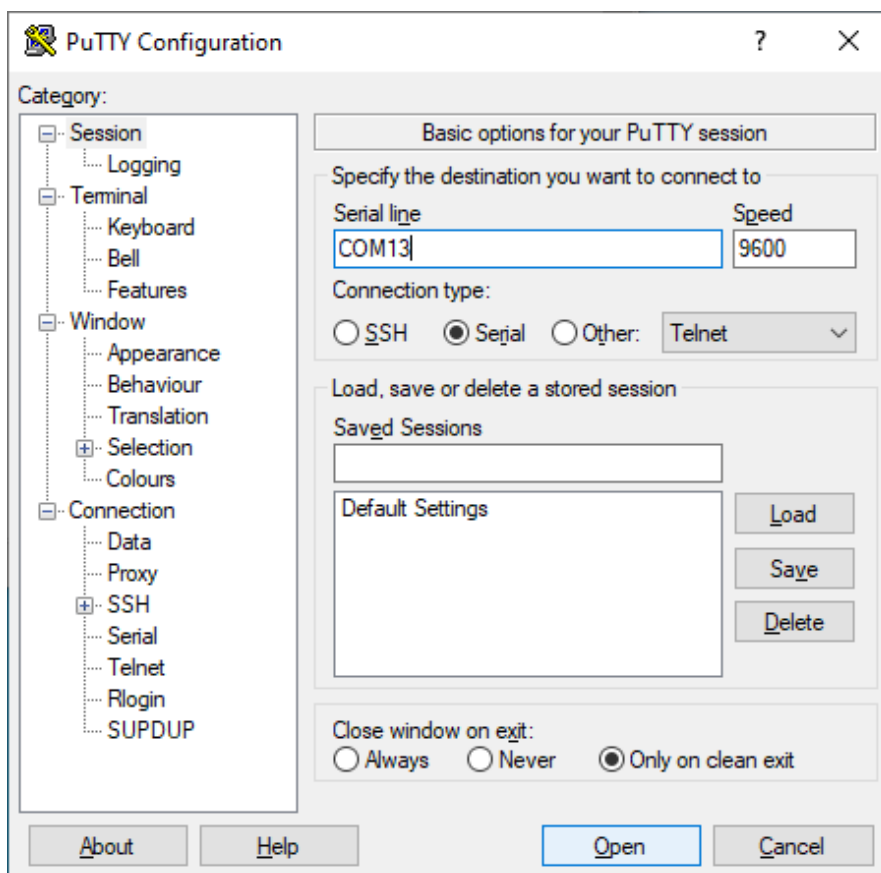 PuTTY Configuration ?
Category:
Session
Logging
Terminal
Keyboard
Bell
Features
Window
Appearance
Behaviour
Translation
Selection
Colours
Connection
Data
Proxy
SSH
Serial
Telnet
Rlogin
SUPDUP
Basic options for your PuTTY session
Specify the destination you want to connect to
Serial line Speed
COM13 9600
Connection type:
SSH Serial Other: Telnet
Load, save or delete a stored session
Saved Sessions
Default Settings
Load
Save
Delete
Close window on exit:
Always Never Only on clean exit
About Help Open Cancel